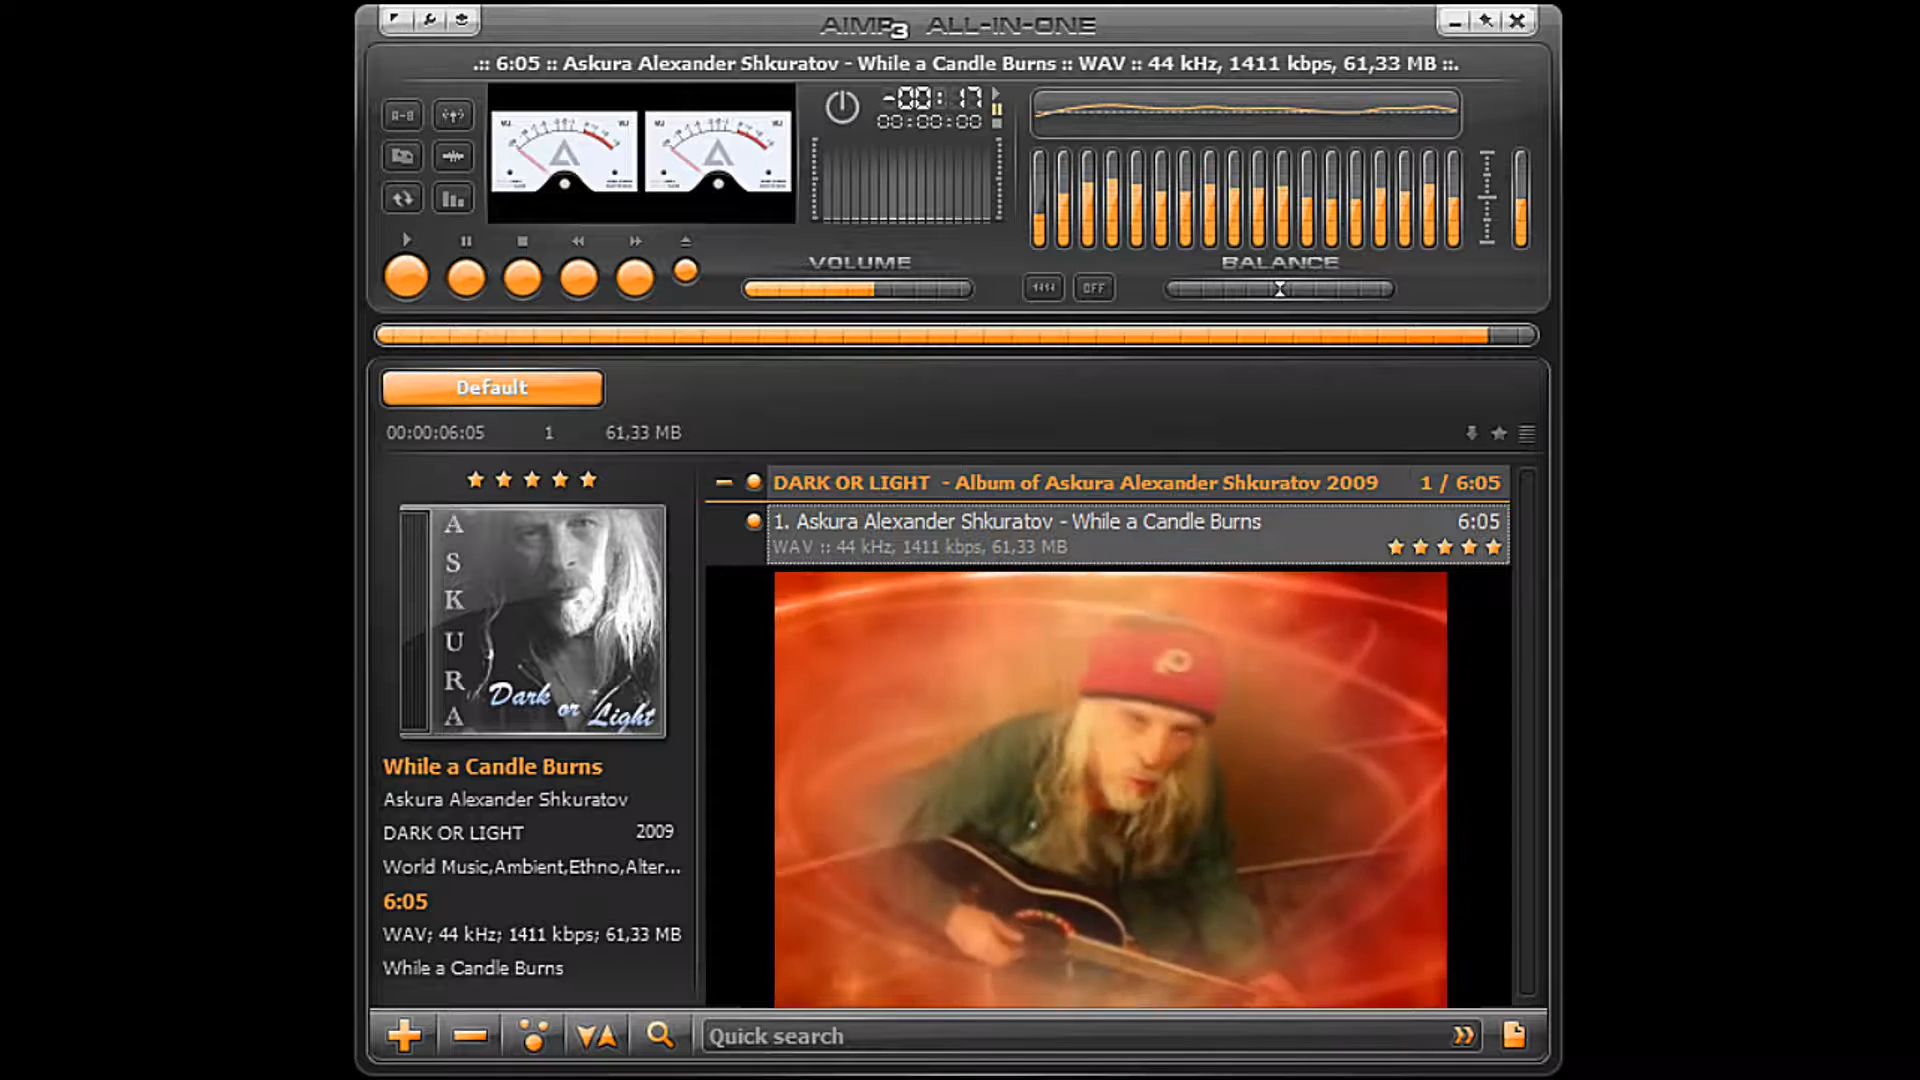 AIMP3 ALL-IN-ONE
.:: 6:05 :: Askura Alexander Shkuratov - While a Candle Burns :: WAV :: 44 kHz, 1411 kbps, 61,33 MB ::.
A-B
VU VU VU VU
-00:17
00:00:00
VOLUME
OFF
BALANCE
Default
00:00:06:05 1 61,33 MB
DARK OR LIGHT - Album of Askura Alexander Shkuratov 2009 1 / 6:05
1. Askura Alexander Shkuratov - While a Candle Burns 6:05
WAV :: 44 kHz, 1411 kbps, 61,33 MB
ASKURA
Dark or Light
While a Candle Burns
Askura Alexander Shkuratov
DARK OR LIGHT 2009
World Music,Ambient,Ethno,Alter...
6:05
WAV; 44 kHz; 1411 kbps; 61,33 MB
While a Candle Burns
Quick search